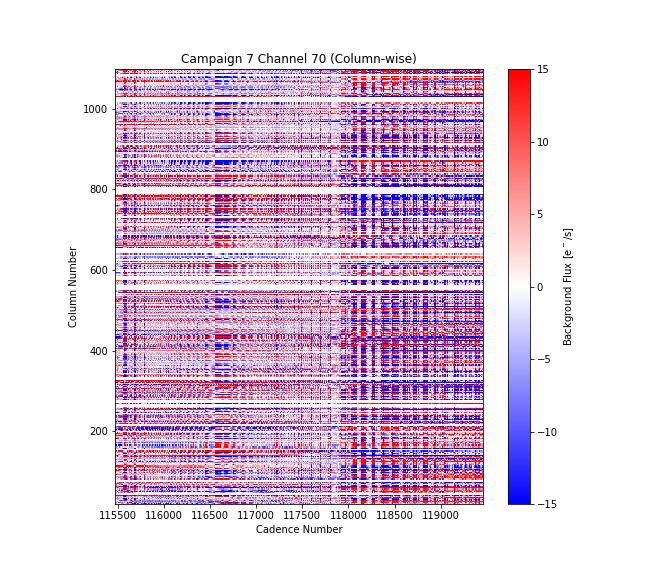 Campaign 7 Channel 70 (Column-wise)
1000
800
600
400
200
Column Number
115500 116000 116500 117000 117500 118000 118500 119000
Cadence Number
15
10
5
0
−5
−10
−15
Background Flux [e⁻/s]